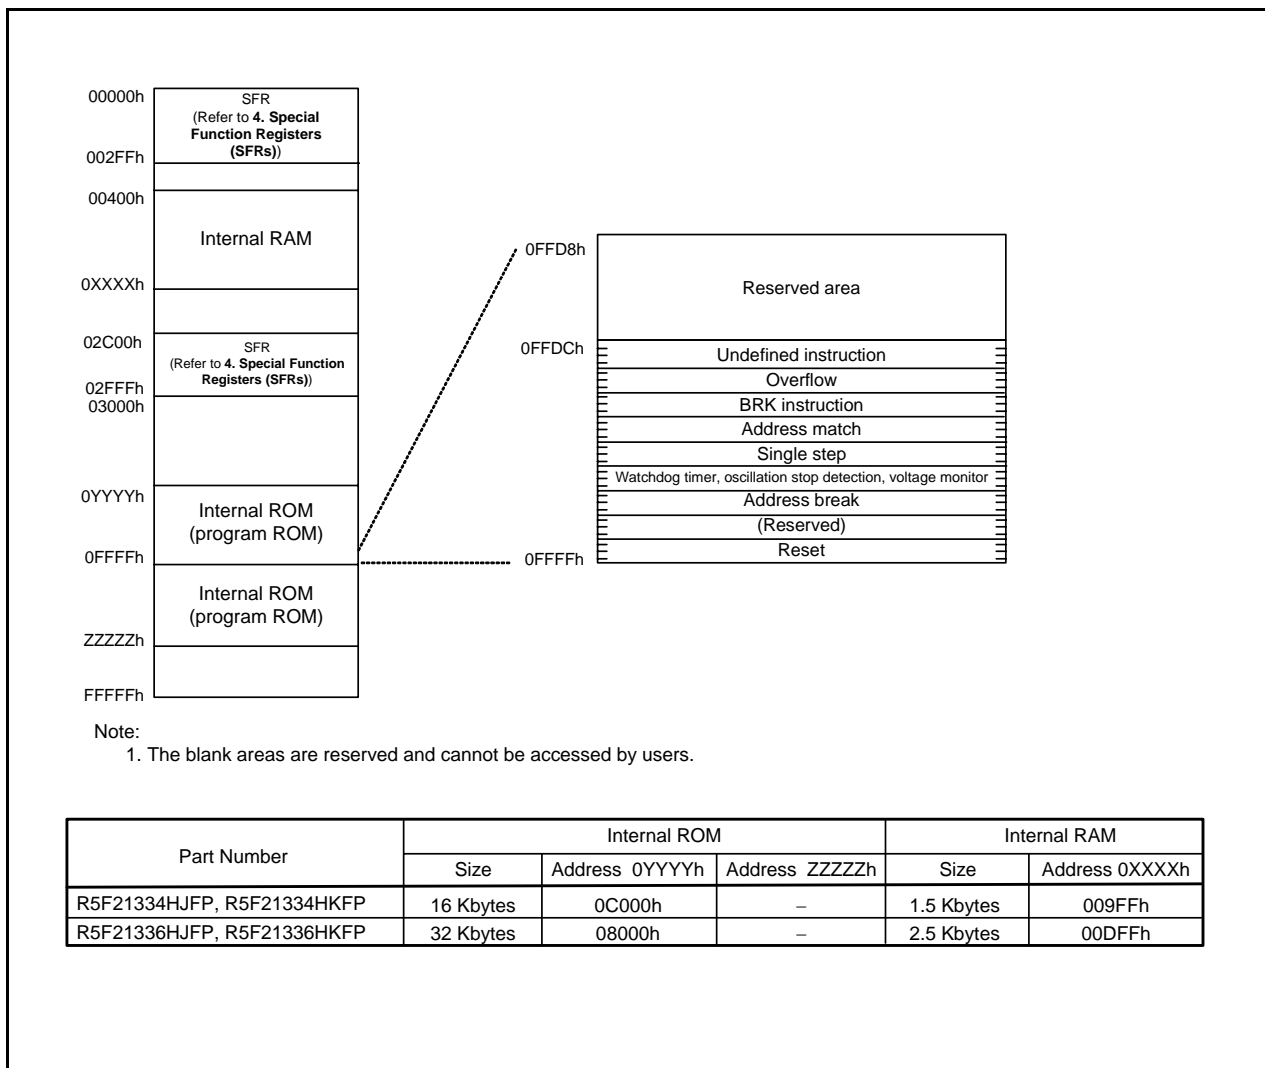 00000h
SFR
(Refer to 4. Special
Function Registers
(SFRs))
002FFh
00400h
Internal RAM
0XXXXh
02C00h
SFR
(Refer to 4. Special Function
Registers (SFRs))
02FFFh
03000h
0YYYYh
Internal ROM
(program ROM)
0FFFFh
Internal ROM
(program ROM)
ZZZZZh
FFFFFh
0FFD8h
Reserved area
0FFDCh
Undefined instruction
Overflow
BRK instruction
Address match
Single step
Watchdog timer, oscillation stop detection, voltage monitor
Address break
(Reserved)
Reset
0FFFFh
Note:
1. The blank areas are reserved and cannot be accessed by users.
Part Number Internal ROM Internal RAM
Size Address 0YYYYh Address ZZZZZh Size Address 0XXXXh
R5F21334HJFP, R5F21334HKFP 16 Kbytes 0C000h – 1.5 Kbytes 009FFh
R5F21336HJFP, R5F21336HKFP 32 Kbytes 08000h – 2.5 Kbytes 00DFFh